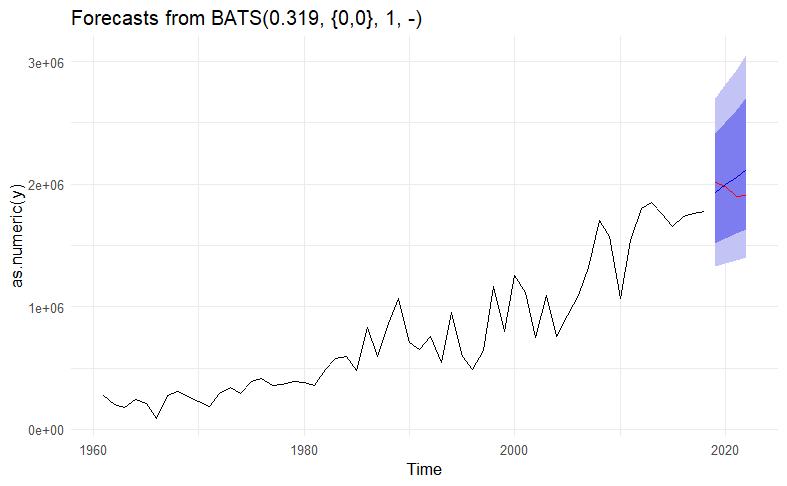 Forecasts from BATS(0.319, {0,0}, 1, -)
3e+06
2e+06
1e+06
0e+00
as.numeric(y)
1960
1980
2000
2020
Time